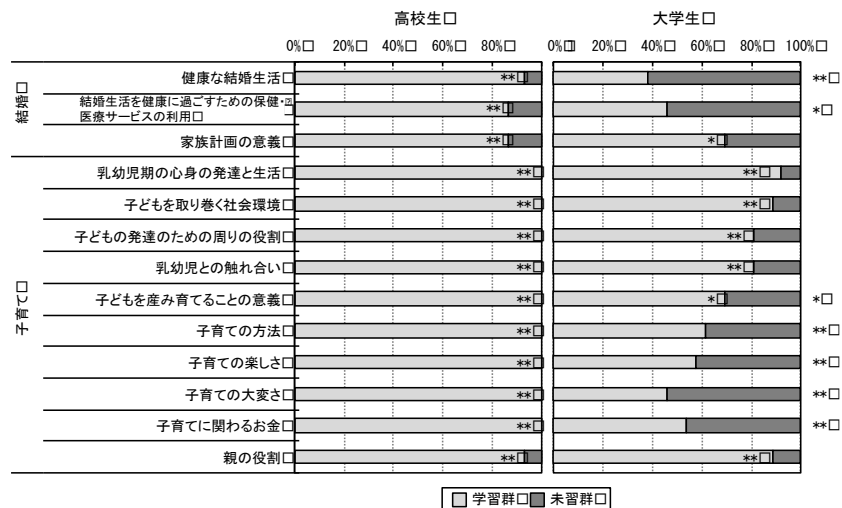 高校生□ 大学生□
0%□ 20%□ 40%□ 60%□ 80%□ 0%□ 20%□ 40%□ 60%□ 80%□ 100%□
結婚□
健康な結婚生活□ **□ **□
結婚生活を健康に過ごすための保健・
医療サービスの利用□ **□ *□
家族計画の意義□ **□ *□
子育て□
乳幼児期の心身の発達と生活□ **□ **□
子どもを取り巻く社会環境□ **□ **□
子どもの発達のための周りの役割□ **□ **□
乳幼児との触れ合い□ **□ **□
子どもを産み育てることの意義□ **□ *□ *□
子育ての方法□ **□ **□
子育ての楽しさ□ **□ **□
子育ての大変さ□ **□ **□
子育てに関わるお金□ **□ **□
親の役割□ **□ **□
学習群□ 未習群□